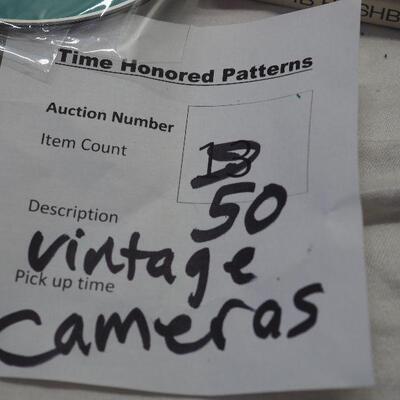 Time Honored Patterns
Auction Number
Item Count
50
Description
vintage
Pick up time
cameras